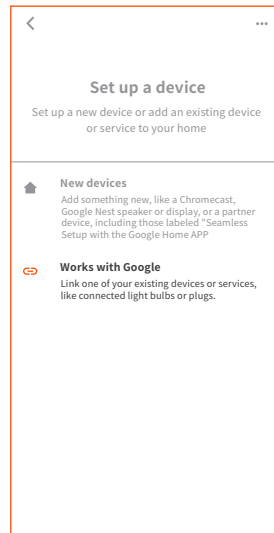 Set up a device
Set up a new device or add an existing device
or service to your home
New devices
Add something new, like a Chromecast,
Google Nest speaker or display, or a partner
device, including those labeled "Seamless
Setup with the Google Home APP
Works with Google
Link one of your existing devices or services,
like connected light bulbs or plugs.